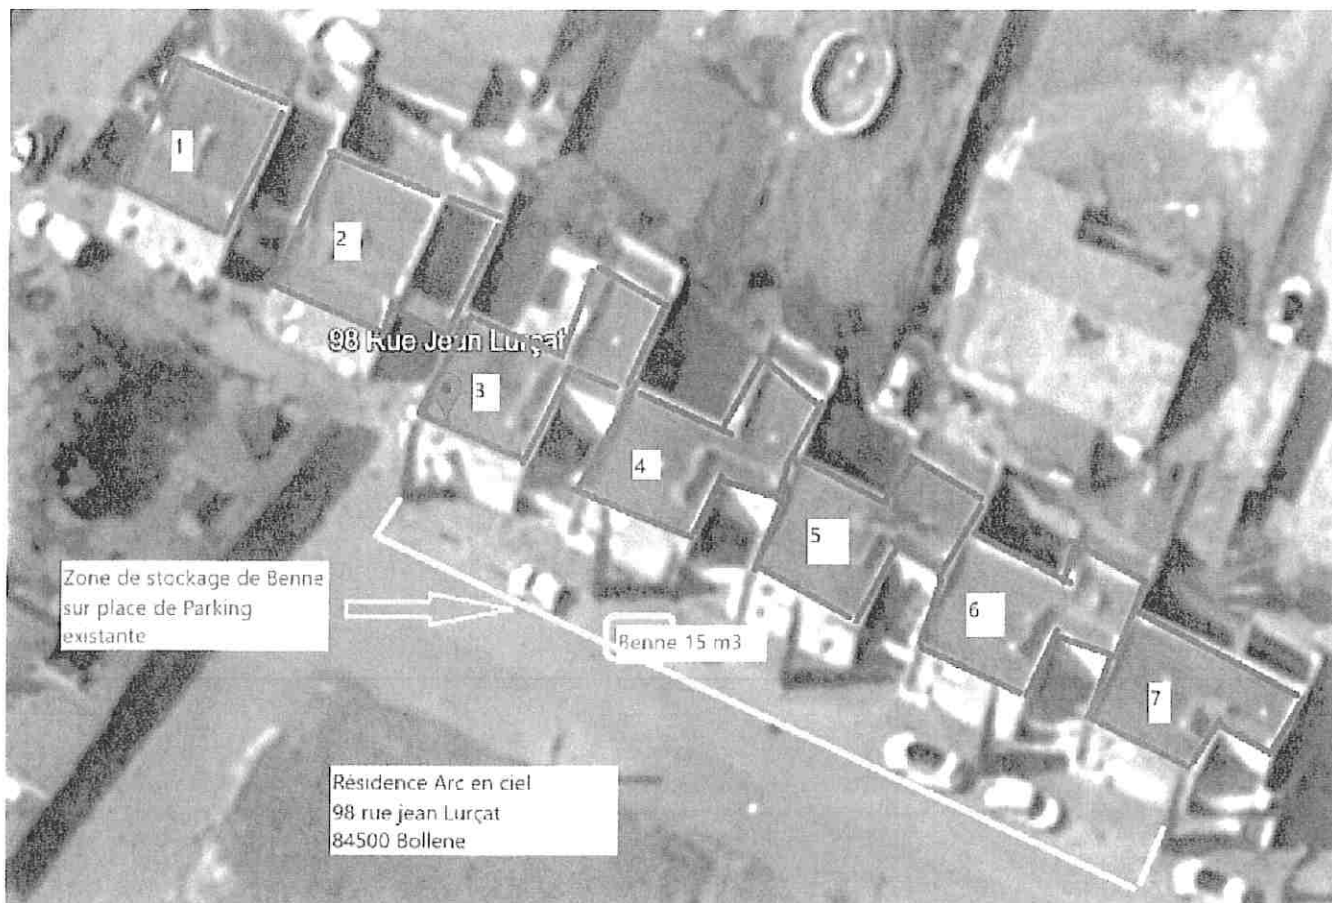 1
2
98 Rue Jean Lurçat
3
4
5
6
7
Zone de stockage de Benne
sur place de Parking
existante
Benne 15 m3
Résidence Arc en ciel
98 rue jean Lurçat
84500 Bollene